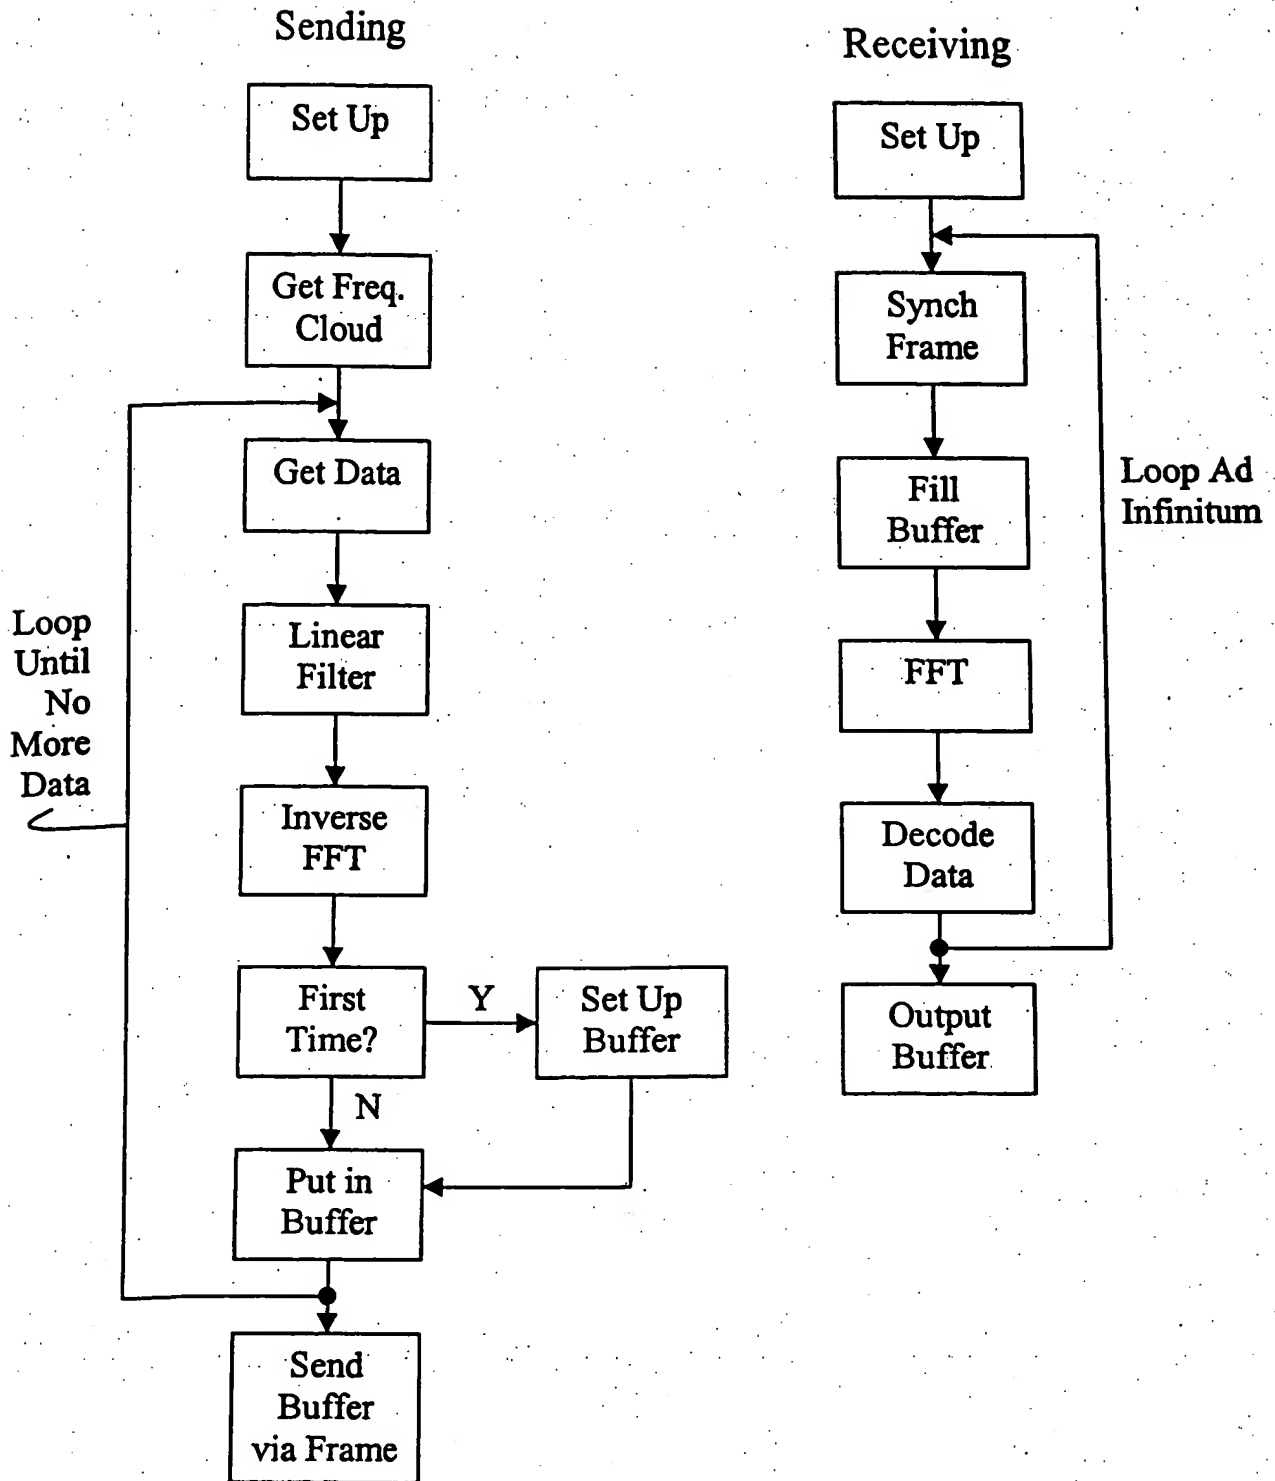 Sending
Set Up
Get Freq.
Cloud
Get Data
Linear
Filter
Inverse
FFT
First
Time?
Y
Set Up
Buffer
N
Put in
Buffer
Send
Buffer
via Frame
Loop
Until
No
More
Data
Receiving
Set Up
Synch
Frame
Fill
Buffer
FFT
Decode
Data
Output
Buffer
Loop Ad
Infinitum